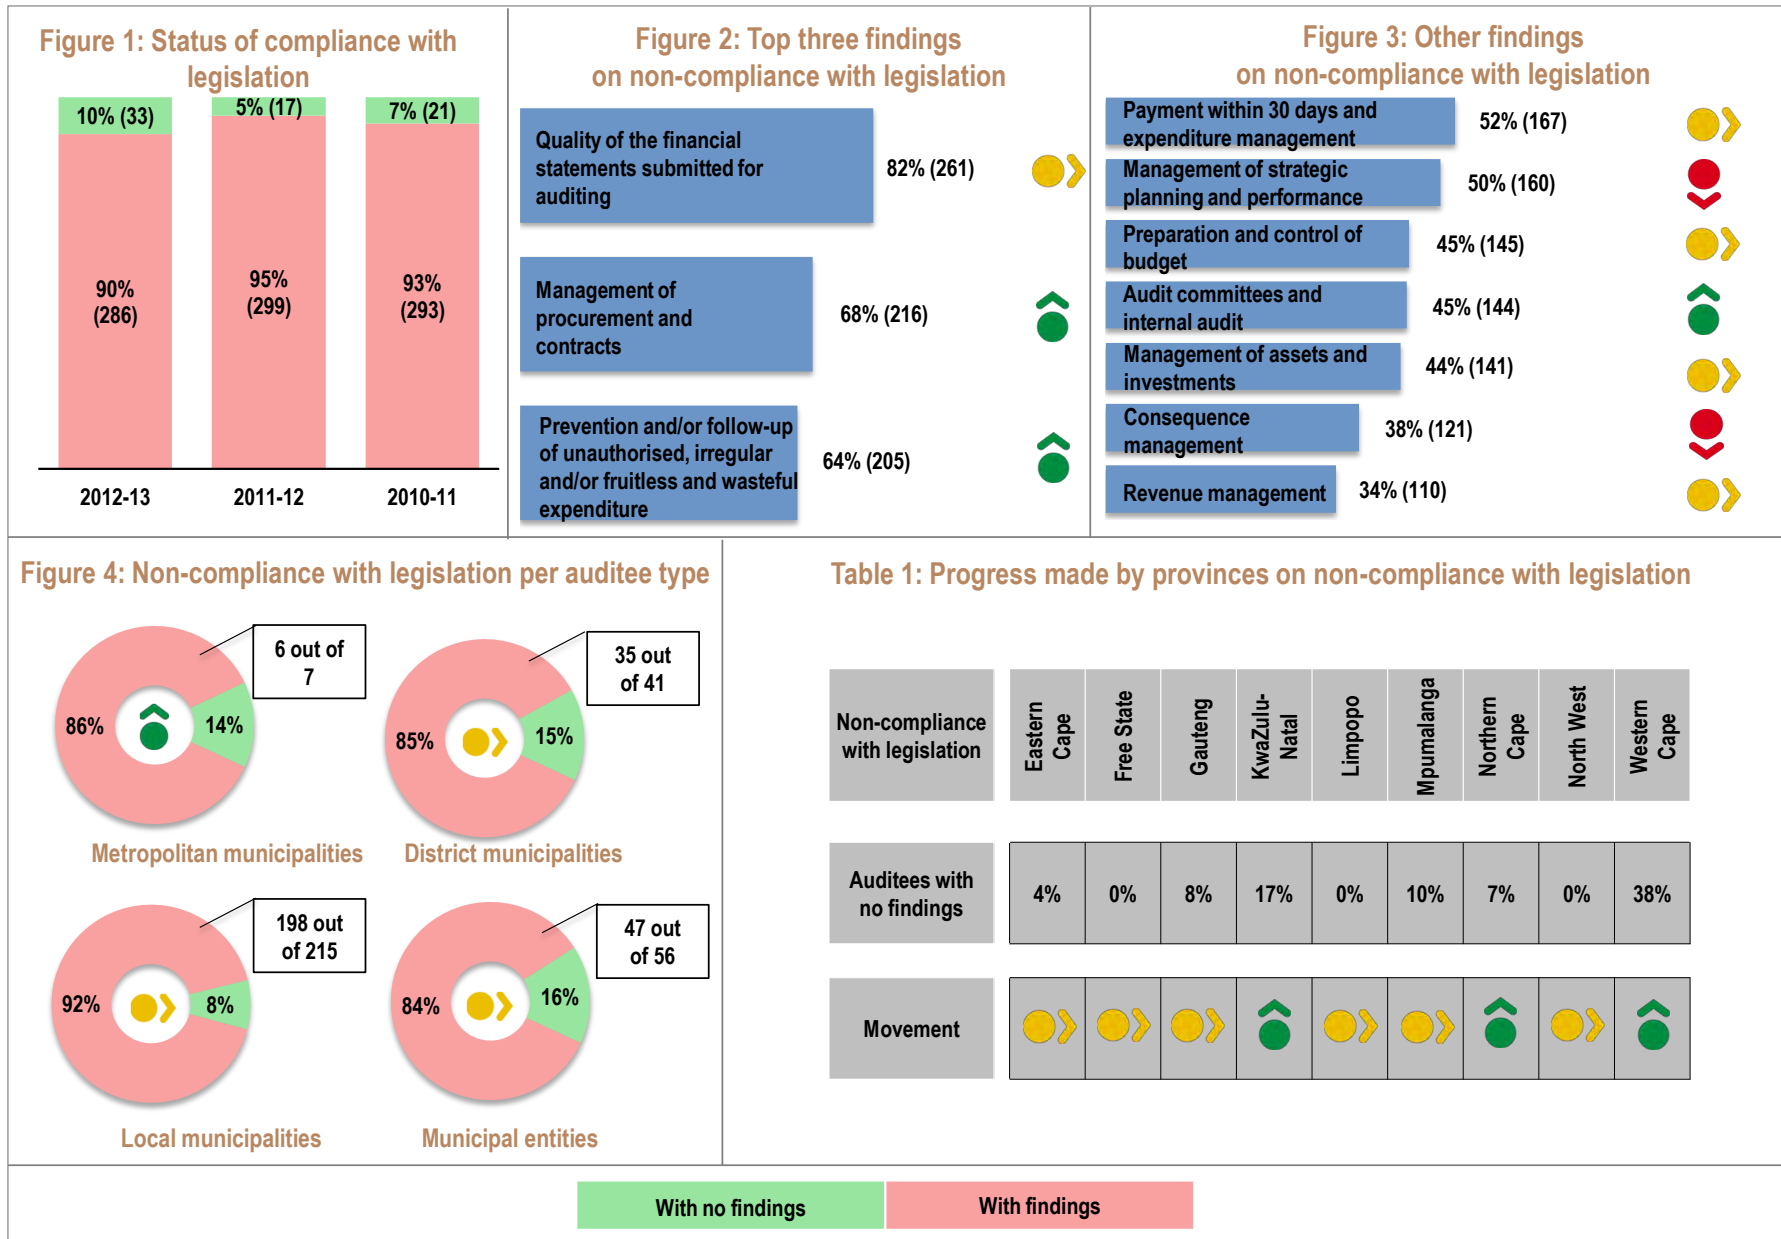 Figure 1: Status of compliance with
legislation
10% (33)
5% (17)
7% (21)
90%
(286)
95%
(299)
93%
(293)
2012-13
2011-12
2010-11
Figure 2: Top three findings
on non-compliance with legislation
Quality of the financial
statements submitted for
auditing
82% (261)
Management of
procurement and
contracts
68% (216)
Prevention and/or follow-up
of unauthorised, irregular
and/or fruitless and wasteful
expenditure
64% (205)
Figure 3: Other findings
on non-compliance with legislation
Payment within 30 days and
expenditure management
52% (167)
Management of strategic
planning and performance
50% (160)
Preparation and control of
budget
45% (145)
Audit committees and
internal audit
45% (144)
Management of assets and
investments
44% (141)
Consequence
management
38% (121)
Revenue management
34% (110)
Figure 4: Non-compliance with legislation per auditee type
6 out of
7
86%
14%
Metropolitan municipalities
35 out
of 41
85%
15%
District municipalities
198 out
of 215
92%
8%
Local municipalities
47 out
of 56
84%
16%
Municipal entities
Table 1: Progress made by provinces on non-compliance with legislation
Non-compliance
with legislation
Eastern
Cape
Free State
Gauteng
KwaZulu-
Natal
Limpopo
Mpumalanga
Northern
Cape
North West
Western
Cape
Auditees with
no findings
4%
0%
8%
17%
0%
10%
7%
0%
38%
Movement
With no findings
With findings